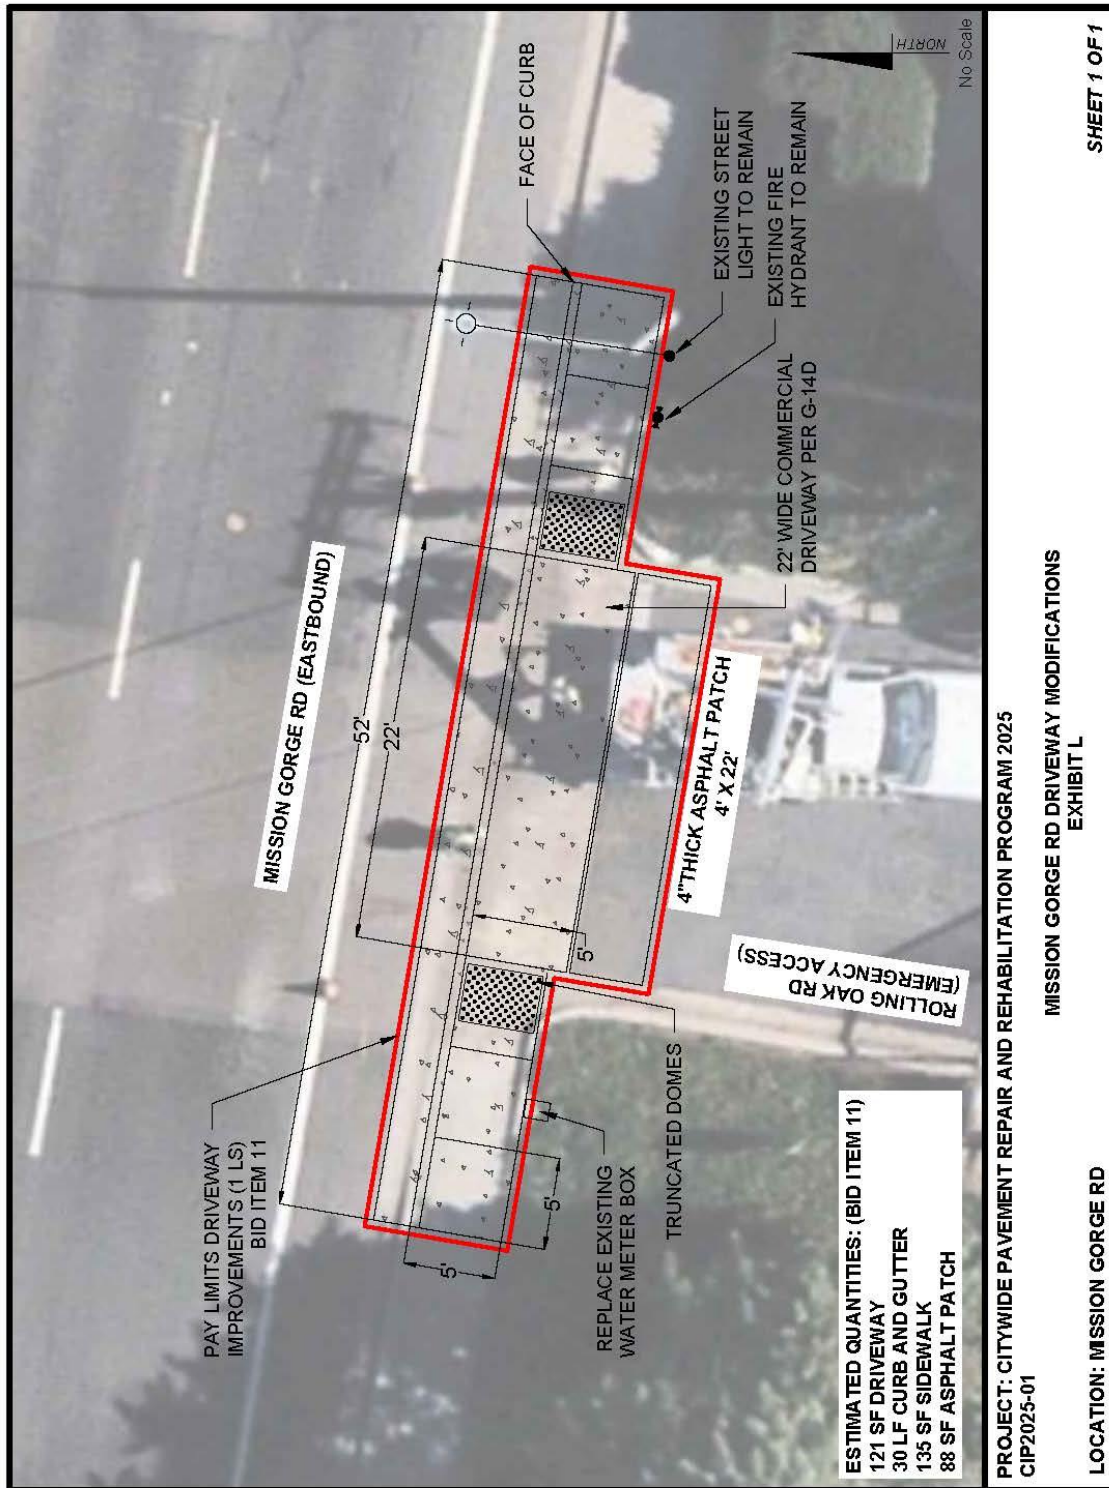 NORTH
No Scale
FACE OF CURB
EXISTING STREET
LIGHT TO REMAIN
EXISTING FIRE
HYDRANT TO REMAIN
22' WIDE COMMERCIAL
DRIVEWAY PER G-14D
MISSION GORGE RD (EASTBOUND)
52'
22'
PAY LIMITS DRIVEWAY
IMPROVEMENTS (1 LS)
BID ITEM 11
5'
5'
5'
4"THICK ASPHALT PATCH
4' X 22'
ROLLING OAK RD
(EMERGENCY ACCESS)
REPLACE EXISTING
WATER METER BOX
TRUNCATED DOMES
ESTIMATED QUANTITIES: (BID ITEM 11)
121 SF DRIVEWAY
30 LF CURB AND GUTTER
135 SF SIDEWALK
88 SF ASPHALT PATCH
PROJECT: CITYWIDE PAVEMENT REPAIR AND REHABILITATION PROGRAM 2025
CIP2025-01
MISSION GORGE RD DRIVEWAY MODIFICATIONS
EXHIBIT L
LOCATION: MISSION GORGE RD
SHEET 1 OF 1